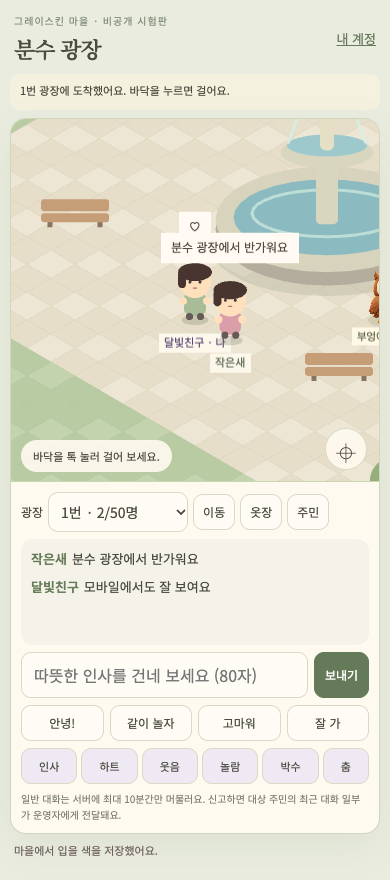 그레이스킨 마을 · 비공개 시험판
분수 광장
내 계정
1번 광장에 도착했어요. 바닥을 누르면 걸어요.
♡
분수 광장에서 반가워요
달빛친구 · 나
작은새
부엉이
바닥을 톡 눌러 걸어 보세요.
광장
1번 · 2/50명
이동
옷장
주민
작은새 분수 광장에서 반가워요
달빛친구 모바일에서도 잘 보여요
따뜻한 인사를 건네 보세요 (80자)
보내기
안녕!
같이 놀자
고마워
잘 가
인사
하트
웃음
놀람
박수
춤
일반 대화는 서버에 최대 10분간만 머물러요. 신고하면 대상 주민의 최근 대화 일부
가 운영자에게 전달돼요.
마을에서 입을 색을 저장했어요.